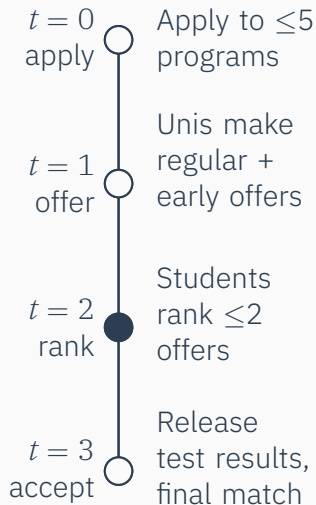 t = 0
apply
Apply to ≤5
programs
t = 1
offer
Unis make
regular +
early offers
t = 2
rank
Students
rank ≤2
offers
t = 3
accept
Release
test results,
final match